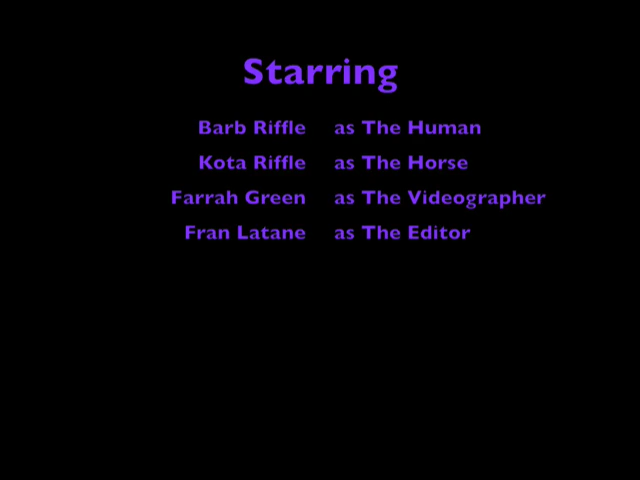 Starring
Barb Riffle as The Human
Kota Riffle as The Horse
Farrah Green as The Videographer
Fran Latane as The Editor